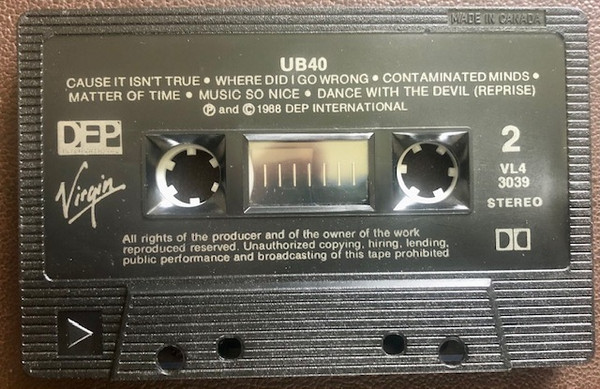 MADE IN CANADA
UB40
CAUSE IT ISN'T TRUE • WHERE DID I GO WRONG • CONTAMINATED MINDS •
MATTER OF TIME • MUSIC SO NICE • DANCE WITH THE DEVIL (REPRISE)
Ⓟ and © 1988 DEP INTERNATIONAL
DEP
Virgin
2
VL4
3039
STEREO
All rights of the producer and of the owner of the work
reproduced reserved. Unauthorized copying, hiring, lending,
public performance and broadcasting of this tape prohibited